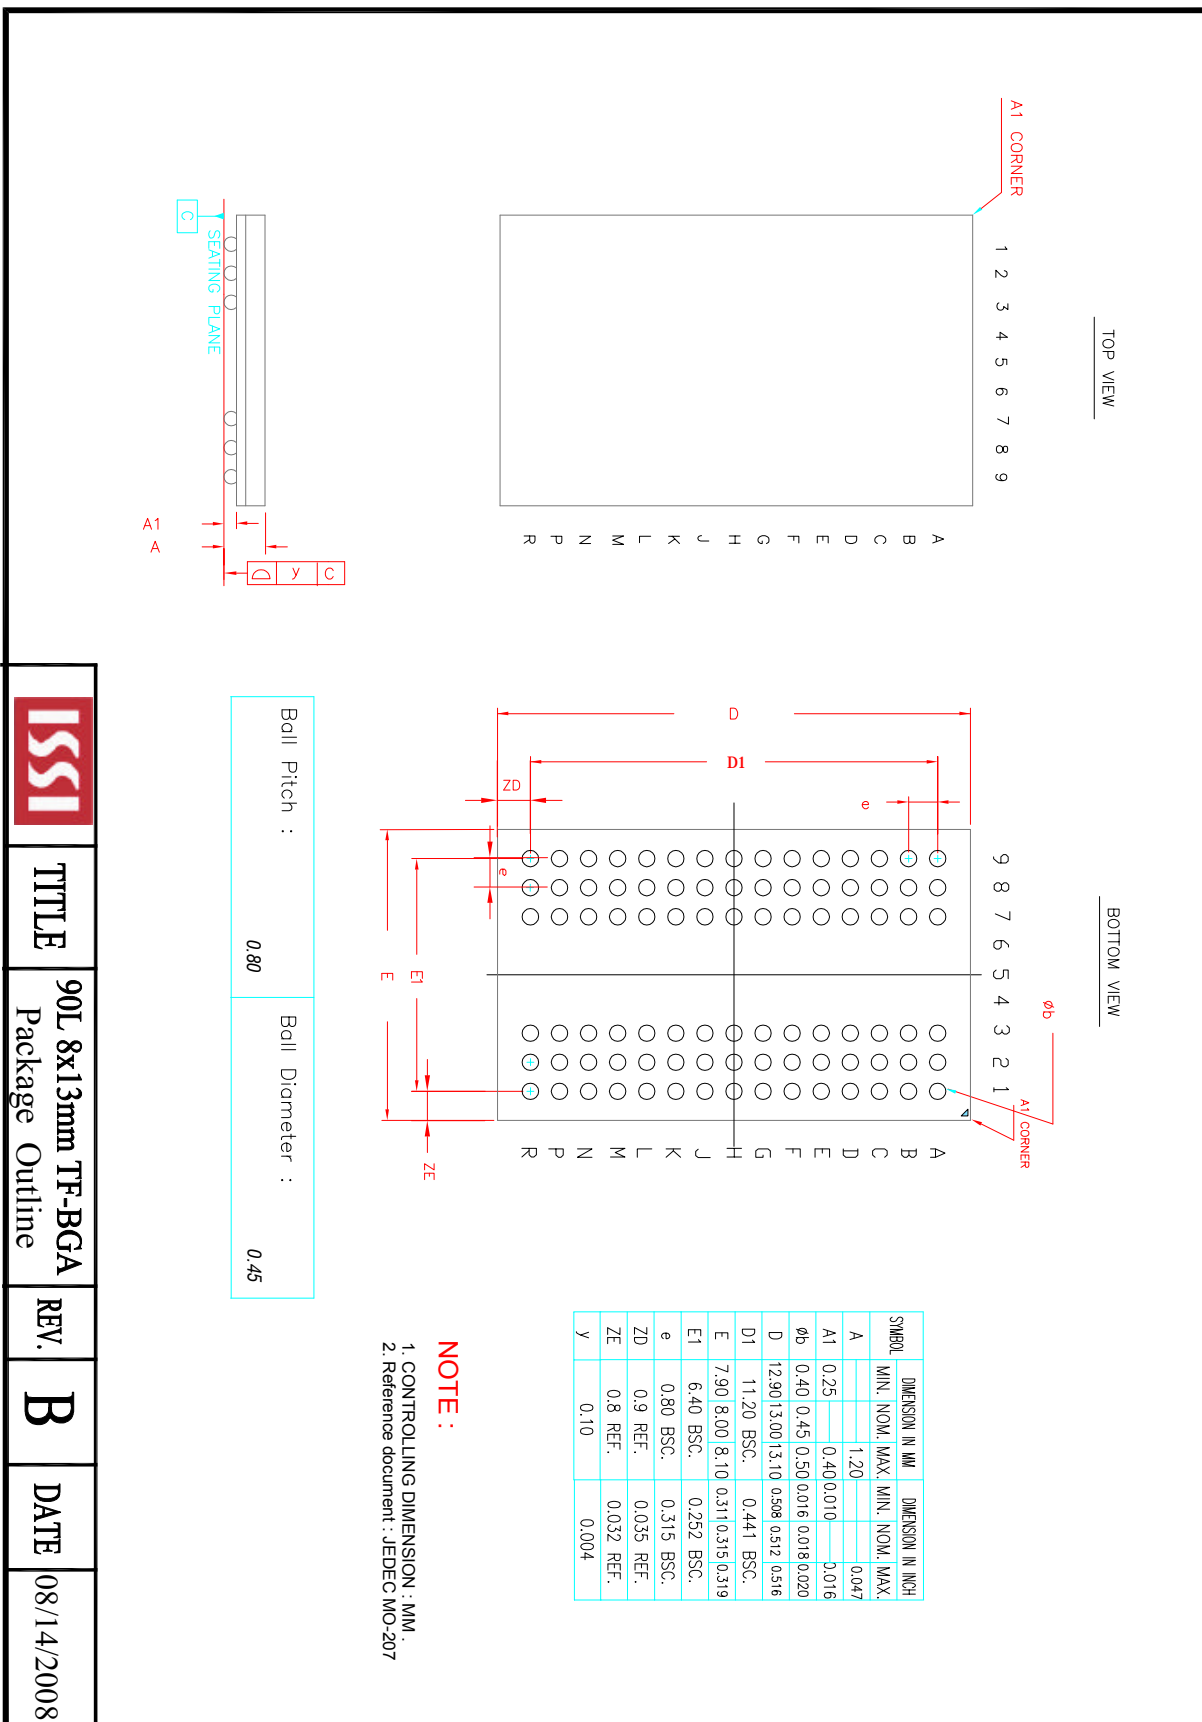 TOP VIEW
A1 CORNER
1 2 3 4 5 6 7 8 9
A
B
C
D
E
F
G
H
J
K
L
M
N
P
R
SEATING PLANE
C
A1
A
y C
BOTTOM VIEW
Øb
A1 CORNER
9 8 7 6 5 4 3 2 1
A
B
C
D
E
F
G
H
J
K
L
M
N
P
R
D
D1
ZD
e
e
E1
E
ZE
SYMBOL DIMENSION IN MM DIMENSION IN INCH
MIN. NOM. MAX. MIN. NOM. MAX.
A 1.20 0.047
A1 0.25 0.40 0.010 0.016
Øb 0.40 0.45 0.50 0.016 0.018 0.020
D 12.90 13.00 13.10 0.508 0.512 0.516
D1 11.20 BSC. 0.441 BSC.
E 7.90 8.00 8.10 0.311 0.315 0.319
E1 6.40 BSC. 0.252 BSC.
e 0.80 BSC. 0.315 BSC.
ZD 0.9 REF. 0.035 REF.
ZE 0.8 REF. 0.032 REF.
y 0.10 0.004
Ball Pitch : 0.80
Ball Diameter : 0.45
NOTE :
1. CONTROLLING DIMENSION : MM .
2. Reference document : JEDEC MO-207
ISSI
TITLE
90L 8x13mm TF-BGA
Package Outline
REV.
B
DATE
08/14/2008